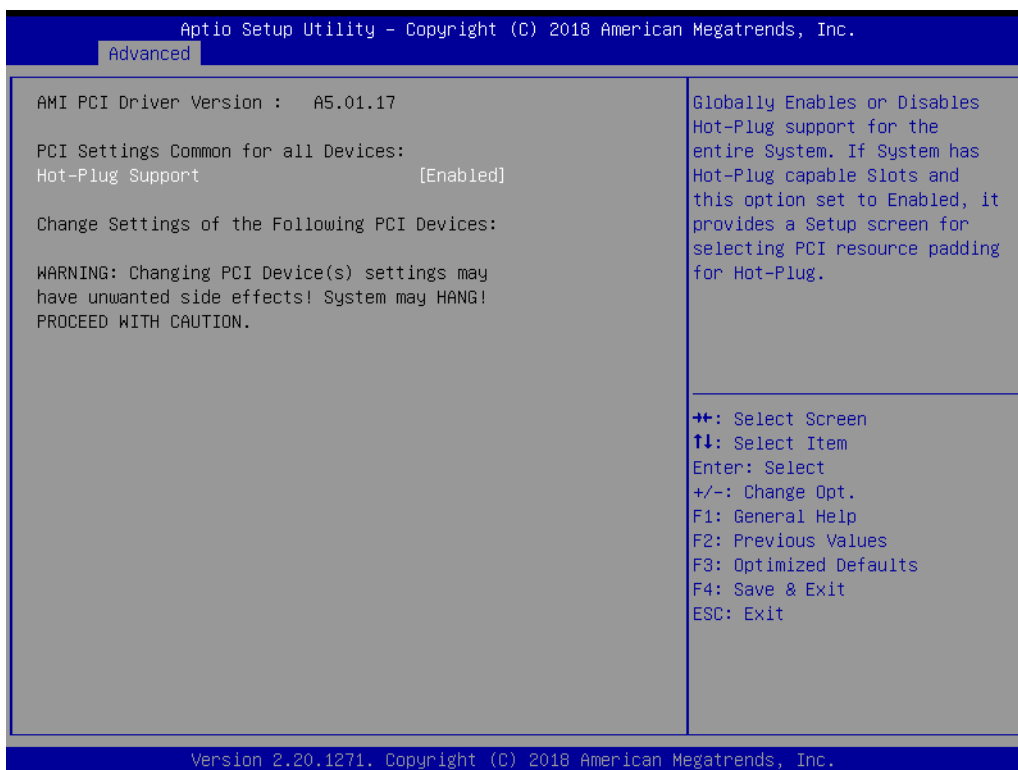 Aptio Setup Utility – Copyright (C) 2018 American Megatrends, Inc.
Advanced
AMI PCI Driver Version : A5.01.17
PCI Settings Common for all Devices:
Hot-Plug Support [Enabled]
Change Settings of the Following PCI Devices:
WARNING: Changing PCI Device(s) settings may
have unwanted side effects! System may HANG!
PROCEED WITH CAUTION.
Globally Enables or Disables
Hot-Plug support for the
entire System. If System has
Hot-Plug capable Slots and
this option set to Enabled, it
provides a Setup screen for
selecting PCI resource padding
for Hot-Plug.
→←: Select Screen
↑↓: Select Item
Enter: Select
+/-: Change Opt.
F1: General Help
F2: Previous Values
F3: Optimized Defaults
F4: Save & Exit
ESC: Exit
Version 2.20.1271. Copyright (C) 2018 American Megatrends, Inc.